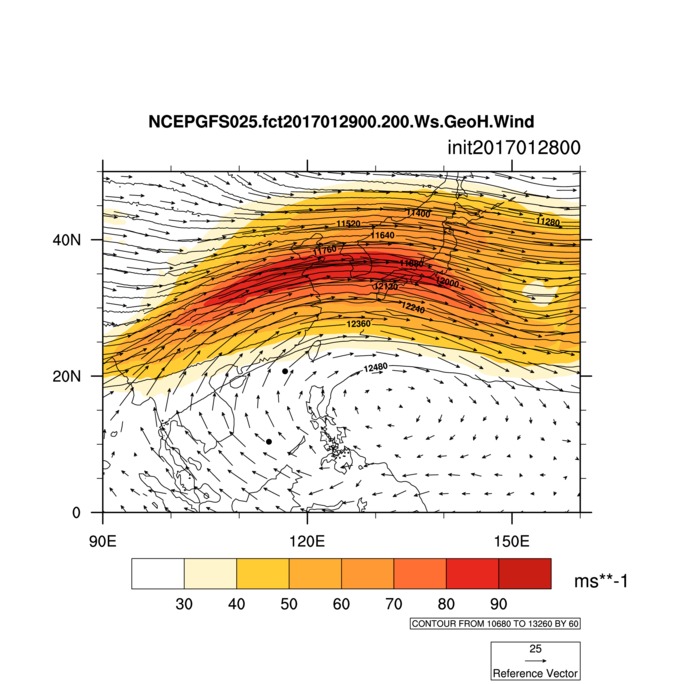 NCEPGFS025.fct2017012900.200.Ws.GeoH.Wind
init2017012800
11400
11280
11520
40N
11640
11760
11880
12000
12120
12240
12360
20N
12480
0
90E 120E 150E
ms**-1
30 40 50 60 70 80 90
CONTOUR FROM 10680 TO 13260 BY 60
25
Reference Vector